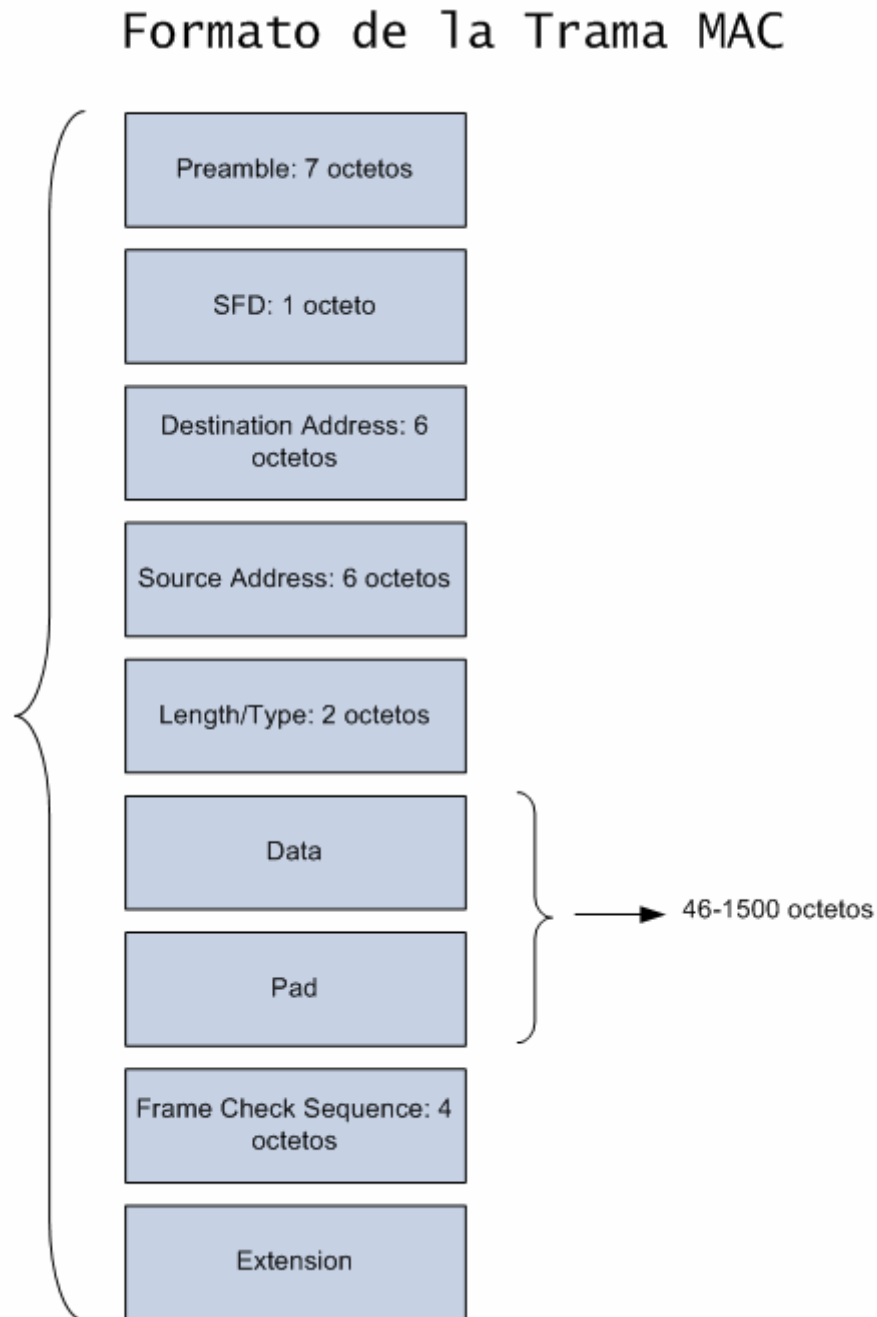 Formato de la Trama MAC
Preamble: 7 octetos
SFD: 1 octeto
Destination Address: 6
octetos
Source Address: 6 octetos
Length/Type: 2 octetos
Data
46-1500 octetos
Pad
Frame Check Sequence: 4
octetos
Extension